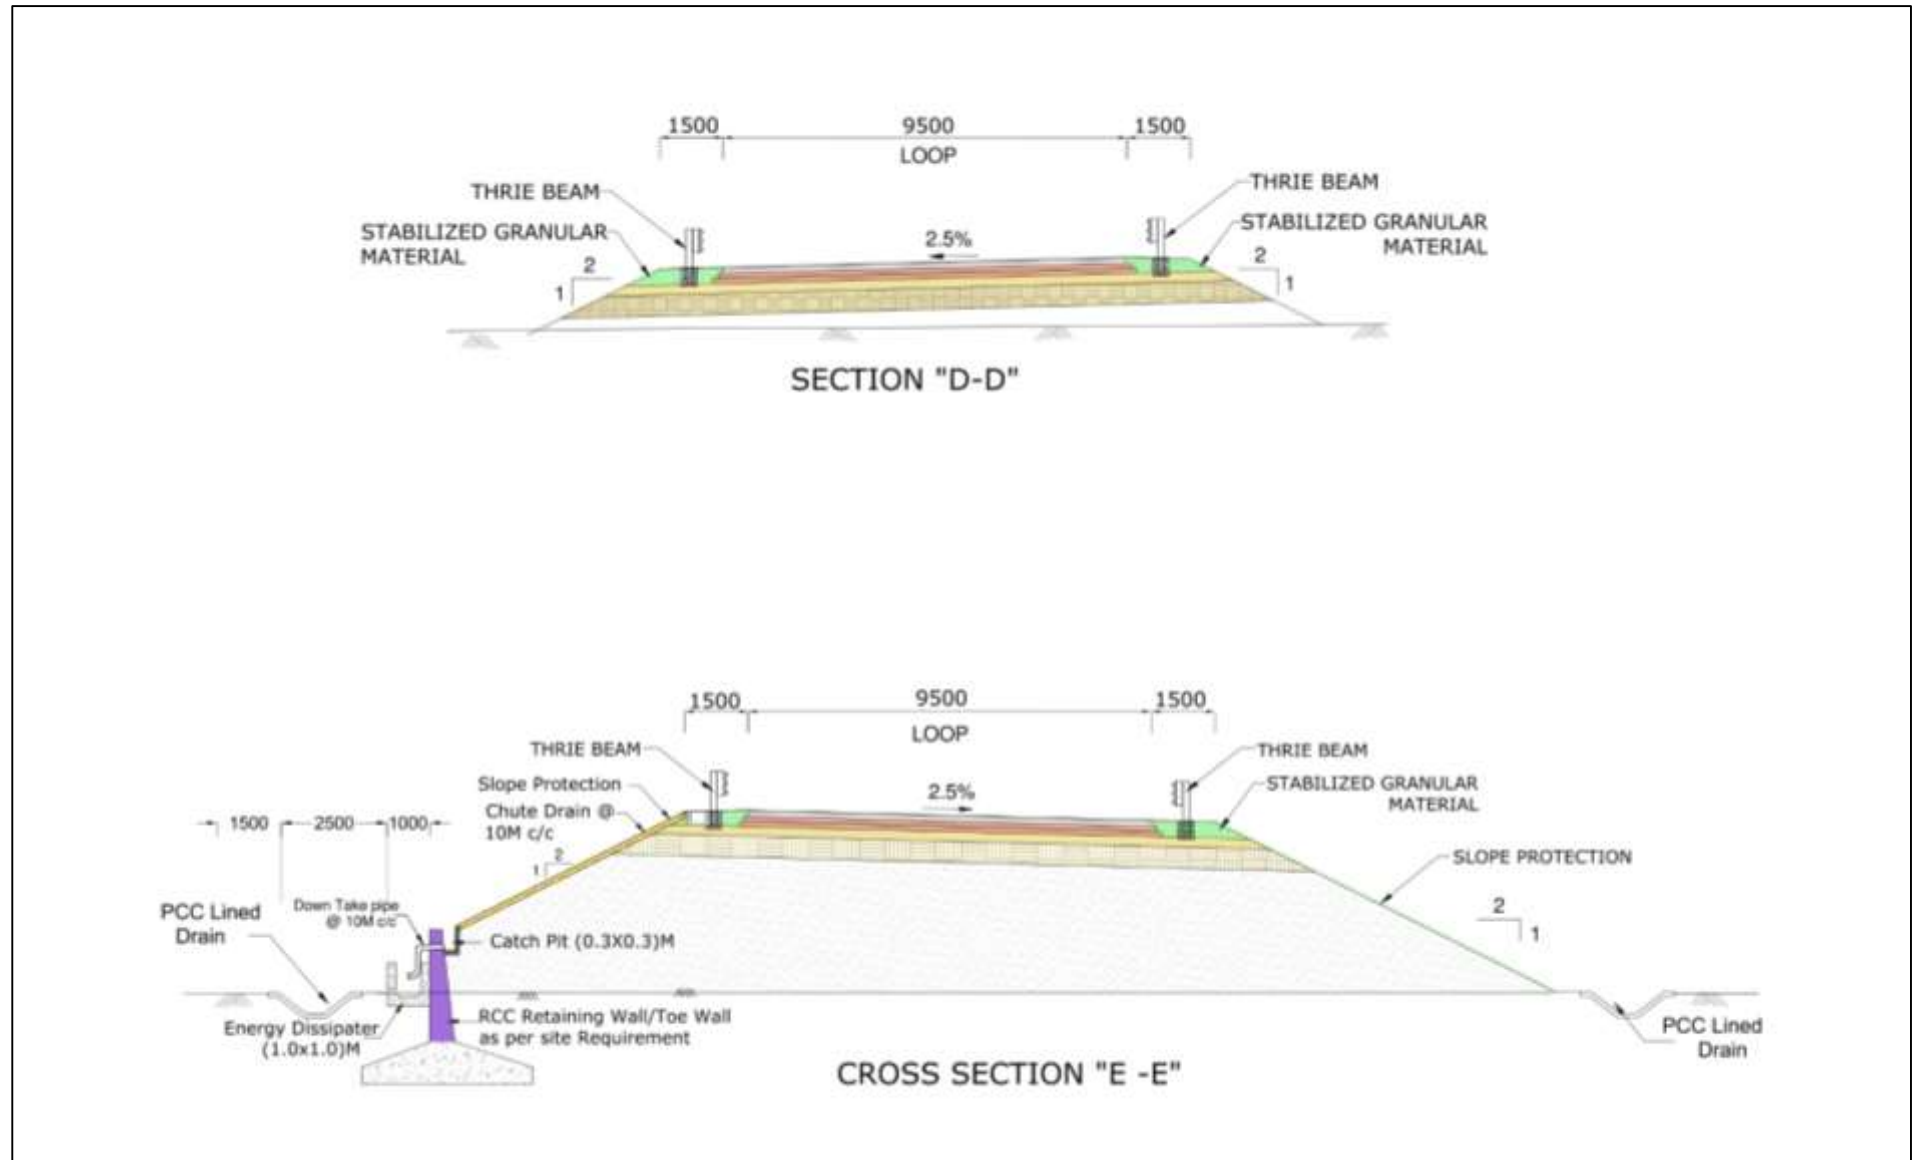 1500 9500 1500
LOOP
THRIE BEAM
THRIE BEAM
STABILIZED GRANULAR
MATERIAL
STABILIZED GRANULAR
MATERIAL
2.5%
2
1
2
1
SECTION "D-D"
1500 9500 1500
LOOP
THRIE BEAM
THRIE BEAM
Slope Protection
STABILIZED GRANULAR
MATERIAL
2.5%
Chute Drain @
10M c/c
1500 2500 1000
2
1
SLOPE PROTECTION
2
1
Down Take pipe
@ 10M c/c
PCC Lined
Drain
Catch Pit (0.3X0.3)M
Energy Dissipater
(1.0x1.0)M
RCC Retaining Wall/Toe Wall
as per site Requirement
PCC Lined
Drain
CROSS SECTION "E -E"